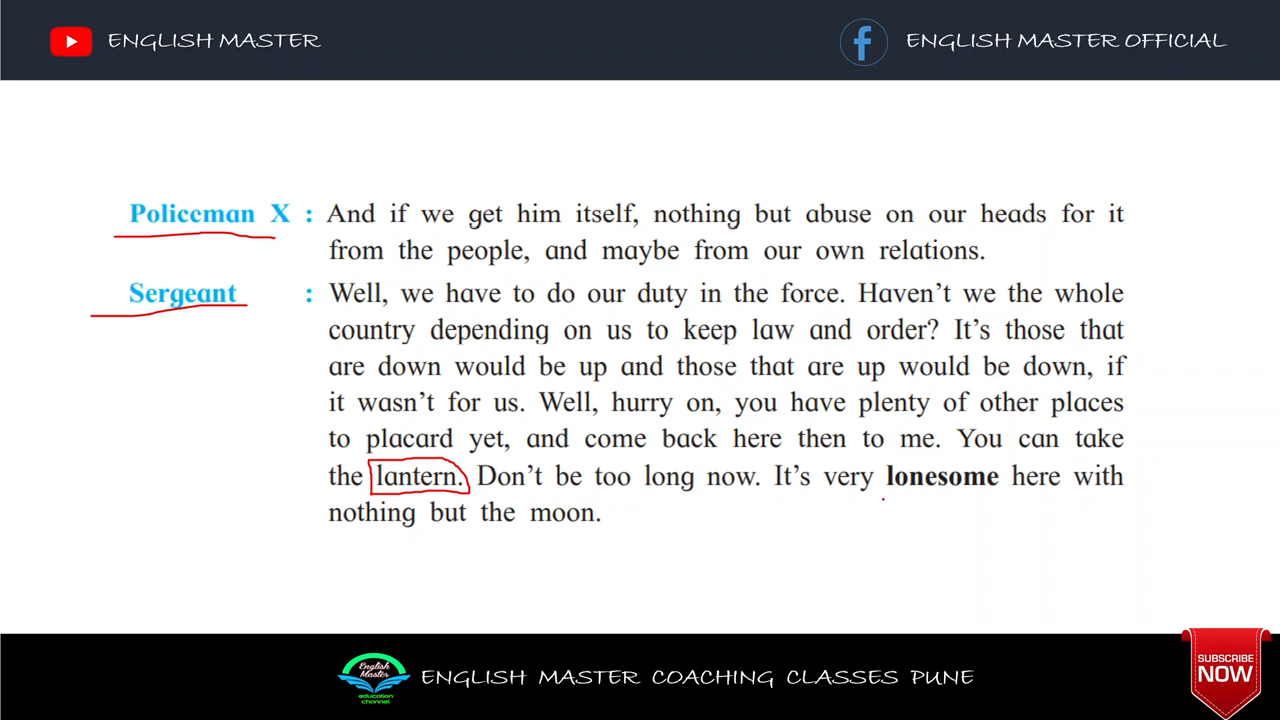 ENGLISH MASTER
ENGLISH MASTER OFFICIAL
Policeman X : And if we get him itself, nothing but abuse on our heads for it
from the people, and maybe from our own relations.
Sergeant : Well, we have to do our duty in the force. Haven't we the whole
country depending on us to keep law and order? It's those that
are down would be up and those that are up would be down, if
it wasn't for us. Well, hurry on, you have plenty of other places
to placard yet, and come back here then to me. You can take
the lantern. Don't be too long now. It's very lonesome here with
nothing but the moon.
English
Master
education
channel
ENGLISH MASTER COACHING CLASSES PUNE
SUBSCRIBE
NOW